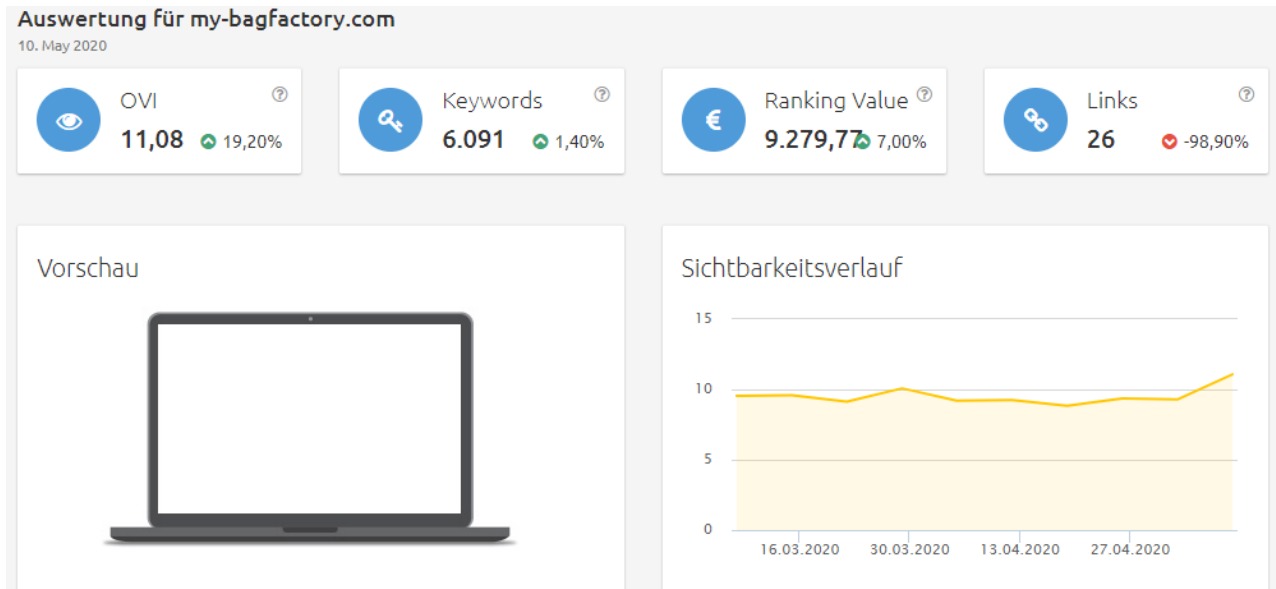 Auswertung für my-bagfactory.com
10. May 2020
OVI
11,08 19,20%
Keywords
6.091 1,40%
Ranking Value
€
9.279,77 7,00%
Links
26 -98,90%
Vorschau
Sichtbarkeitsverlauf
15
10
5
0
16.03.2020 30.03.2020 13.04.2020 27.04.2020